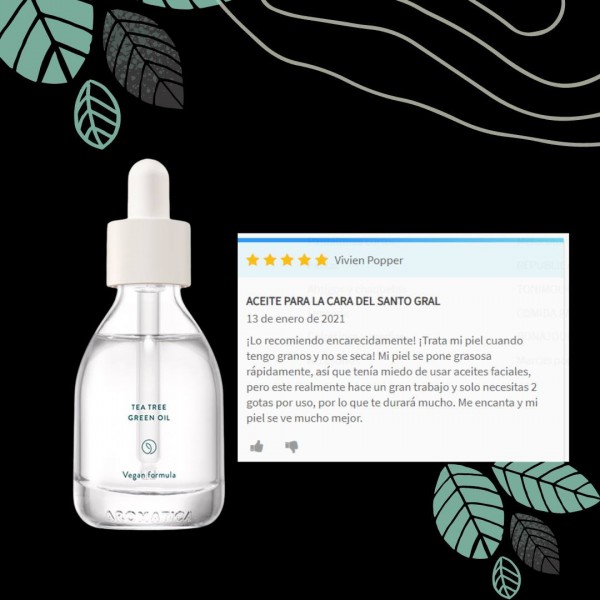 Vivien Popper
ACEITE PARA LA CARA DEL SANTO GRAL
13 de enero de 2021
¡Lo recomiendo encarecidamente! ¡Trata mi piel cuando
tengo granos y no se seca! Mi piel se pone grasosa
rápidamente, así que tenía miedo de usar aceites faciales,
pero este realmente hace un gran trabajo y solo necesitas 2
gotas por uso, por lo que te durará mucho. Me encanta y mi
piel se ve mucho mejor.
TEA TREE
GREEN OIL
Vegan formula
AROMATICA